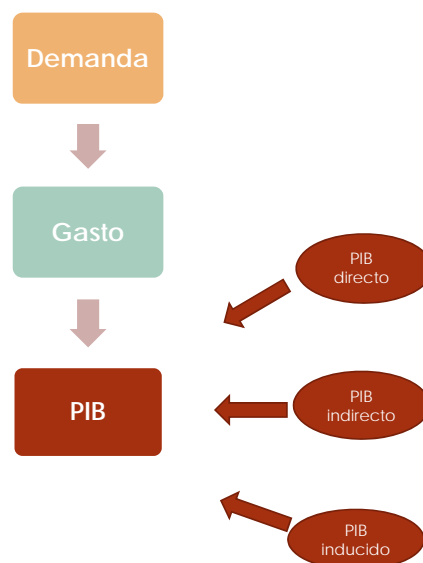 Demanda
Gasto
PIB
directo
PIB
PIB
indirecto
PIB
inducido